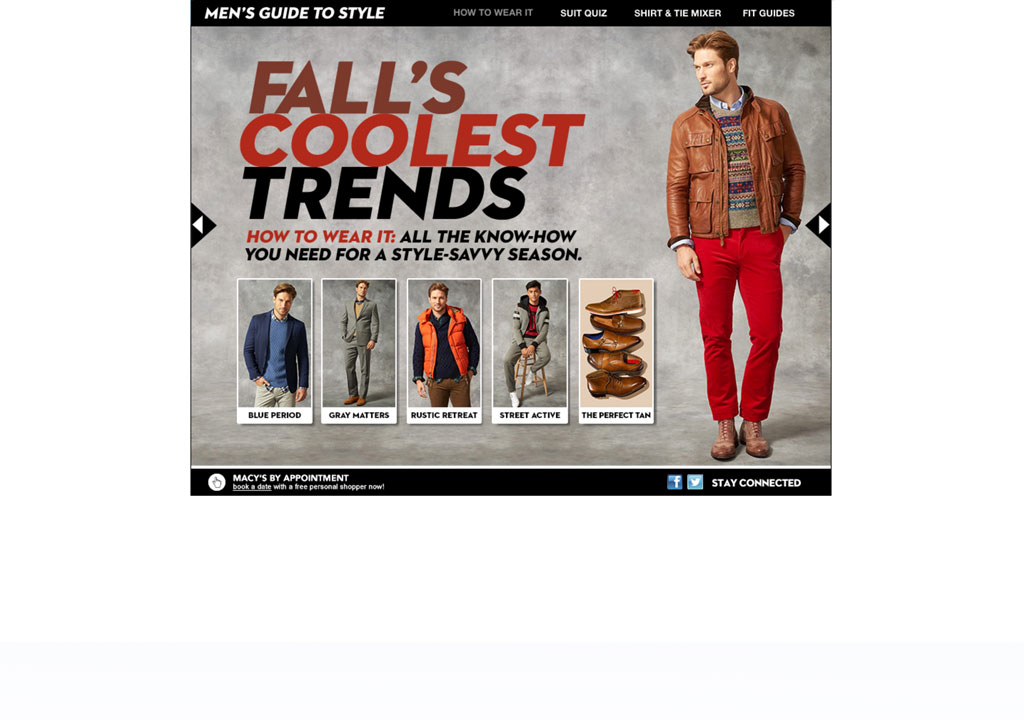 MEN'S GUIDE TO STYLE
HOW TO WEAR IT
SUIT QUIZ
SHIRT & TIE MIXER
FIT GUIDES
FALL'S
COOLEST
TRENDS
HOW TO WEAR IT: ALL THE KNOW-HOW
YOU NEED FOR A STYLE-SAVVY SEASON.
BLUE PERIOD
GRAY MATTERS
RUSTIC RETREAT
STREET ACTIVE
THE PERFECT TAN
MACY'S BY APPOINTMENT
book a date with a free personal shopper now!
STAY CONNECTED